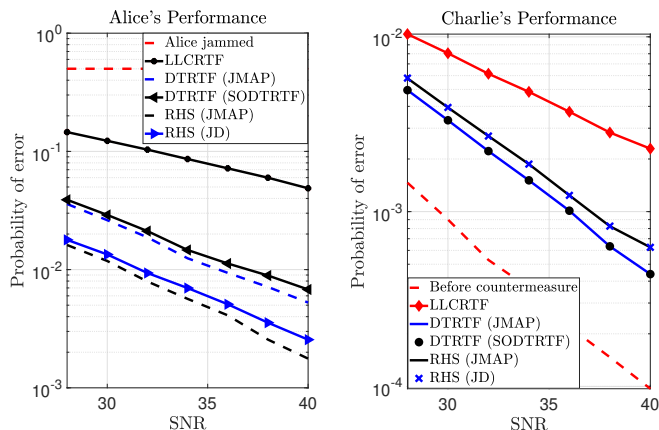 Alice's Performance
Probability of error
10^0
10^-1
10^-2
10^-3
Alice jammed
LLCRTF
DTRTF (JMAP)
DTRTF (SODTRTF)
RHS (JMAP)
RHS (JD)
30 35 40
SNR
Charlie's Performance
Probability of error
10^-2
10^-3
10^-4
Before countermeasure
LLCRTF
DTRTF (JMAP)
DTRTF (SODTRTF)
RHS (JMAP)
RHS (JD)
30 35 40
SNR